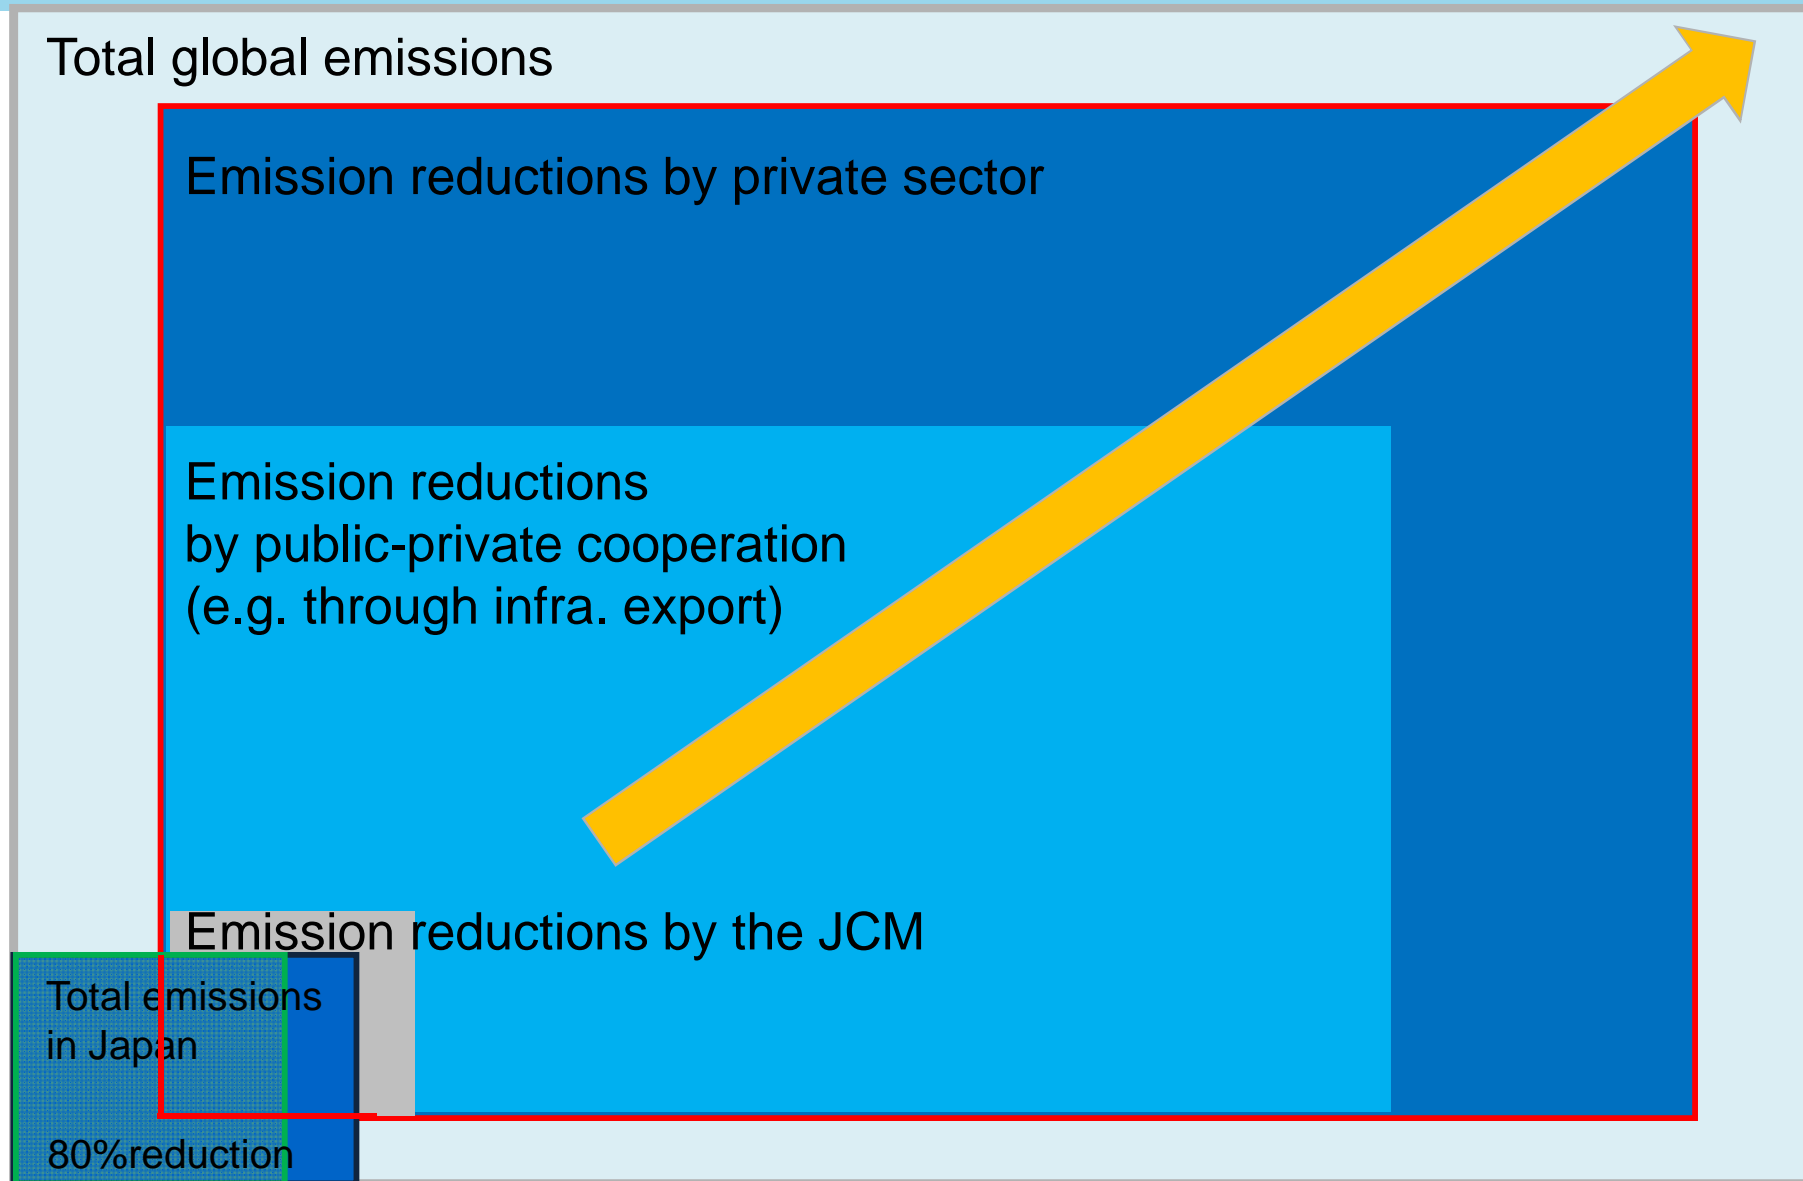 Total global emissions
Emission reductions by private sector
Emission reductions
by public-private cooperation
(e.g. through infra. export)
Emission reductions by the JCM
Total emissions
in Japan
80%reduction